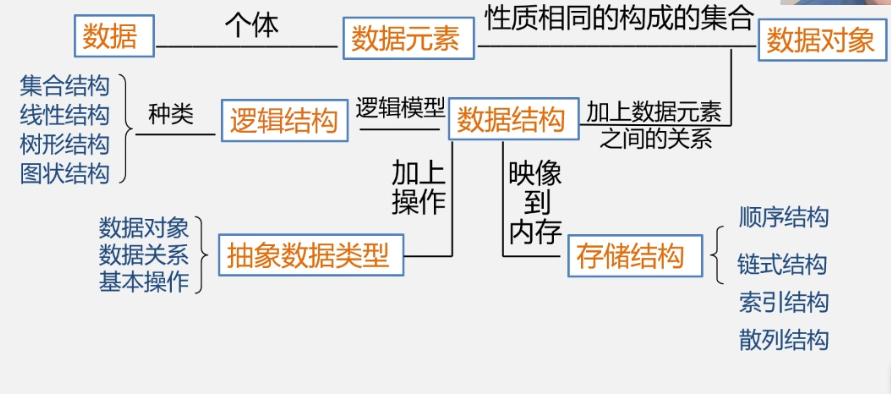 数据
个体
数据元素
性质相同的构成的集合
数据对象
集合结构
线性结构
树形结构
图状结构
种类
逻辑结构
逻辑模型
数据结构
加上数据元素
之间的关系
加上
操作
映像
到
内存
数据对象
数据关系
基本操作
抽象数据类型
存储结构
顺序结构
链式结构
索引结构
散列结构